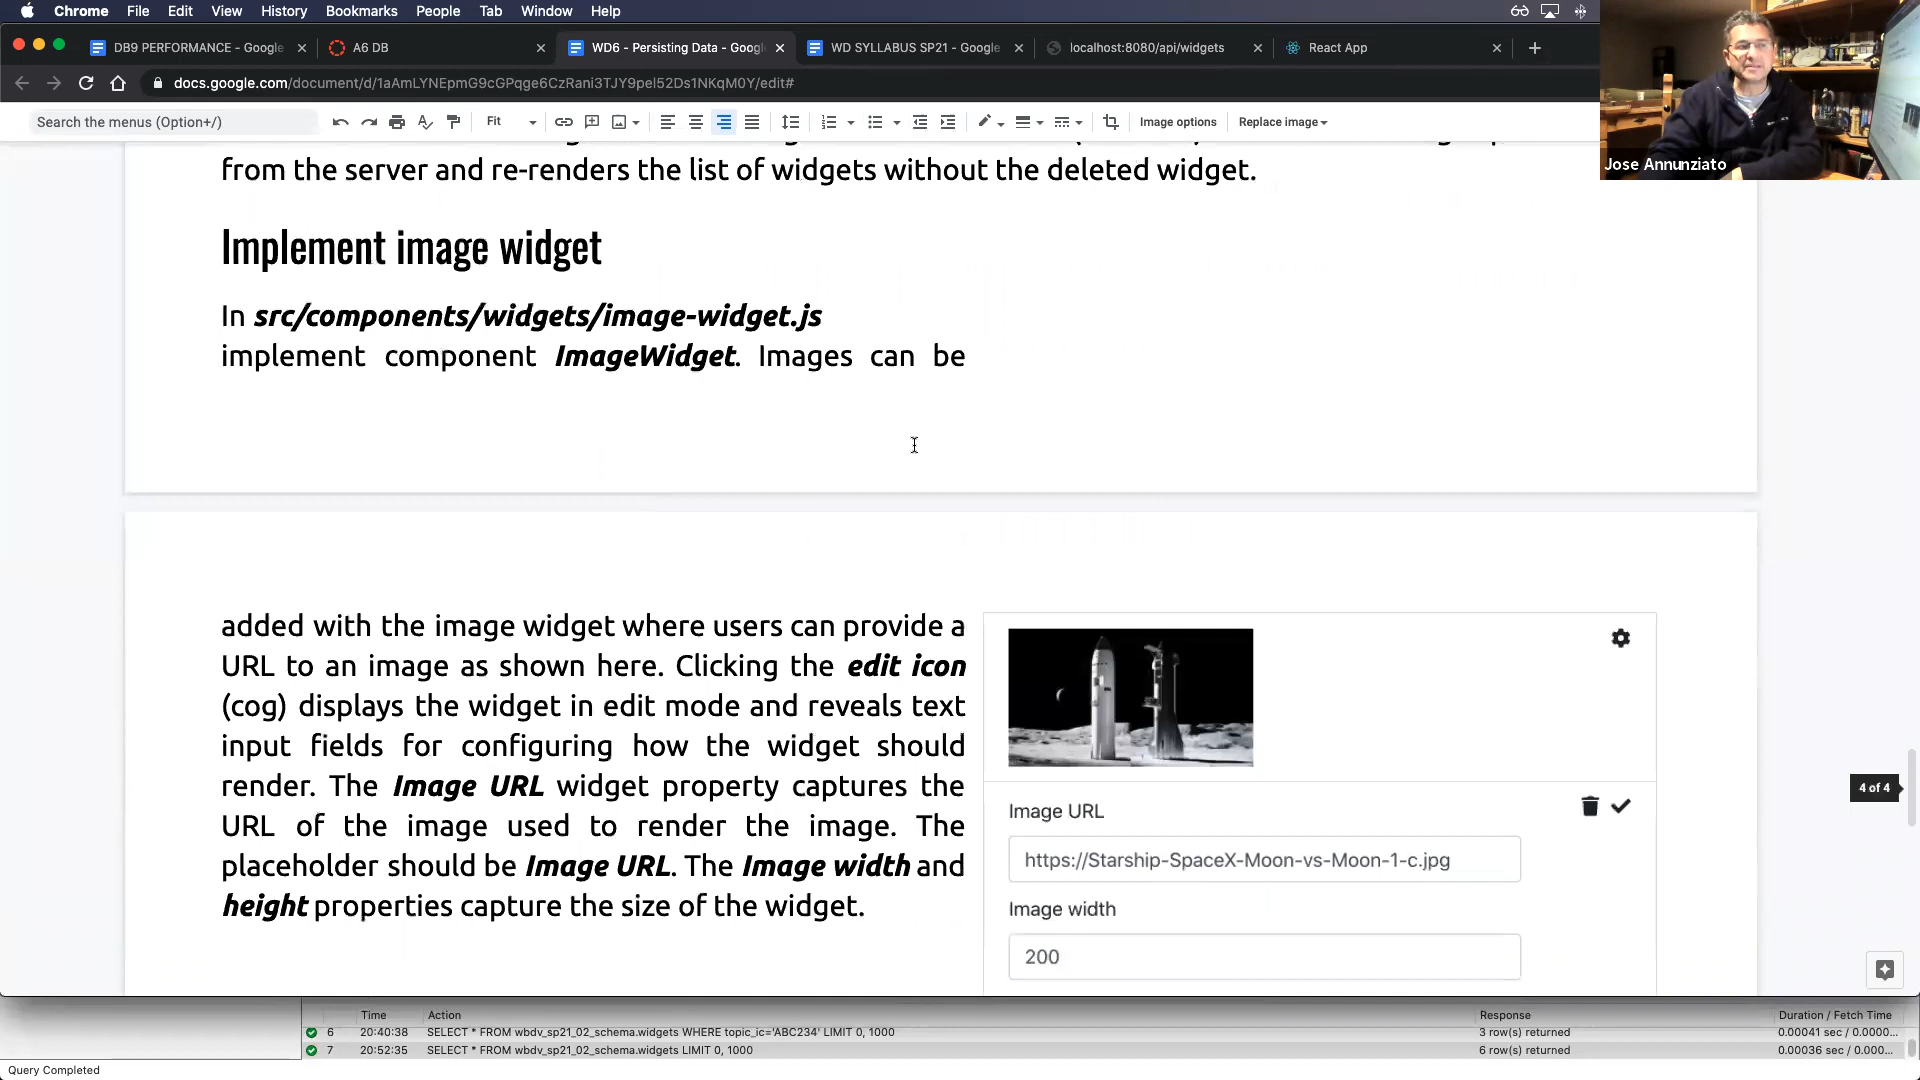 Chrome File Edit View History Bookmarks People Tab Window Help
DB9 PERFORMANCE - Google
A6 DB
WD6 - Persisting Data - Googl
WD SYLLABUS SP21 - Google
localhost:8080/api/widgets
React App
docs.google.com/document/d/1aAmLYNEpmG9cGPqge6CzRani3TJY9pel52Ds1NKqM0Y/edit#
Jose Annunziato
Search the menus (Option+/)
Fit
Image options
Replace image
from the server and re-renders the list of widgets without the deleted widget.
Implement image widget
In src/components/widgets/image-widget.js
implement component ImageWidget. Images can be
added with the image widget where users can provide a
URL to an image as shown here. Clicking the edit icon
(cog) displays the widget in edit mode and reveals text
input fields for configuring how the widget should
render. The Image URL widget property captures the
URL of the image used to render the image. The
placeholder should be Image URL. The Image width and
height properties capture the size of the widget.
Image URL
https://Starship-SpaceX-Moon-vs-Moon-1-c.jpg
Image width
200
4 of 4
Time Action Response Duration / Fetch Time
6 20:40:38 SELECT * FROM wbdv_sp21_02_schema.widgets WHERE topic_ic='ABC234' LIMIT 0, 1000 3 row(s) returned 0.00041 sec / 0.0000...
7 20:52:35 SELECT * FROM wbdv_sp21_02_schema.widgets LIMIT 0, 1000 6 row(s) returned 0.00036 sec / 0.000...
Query Completed